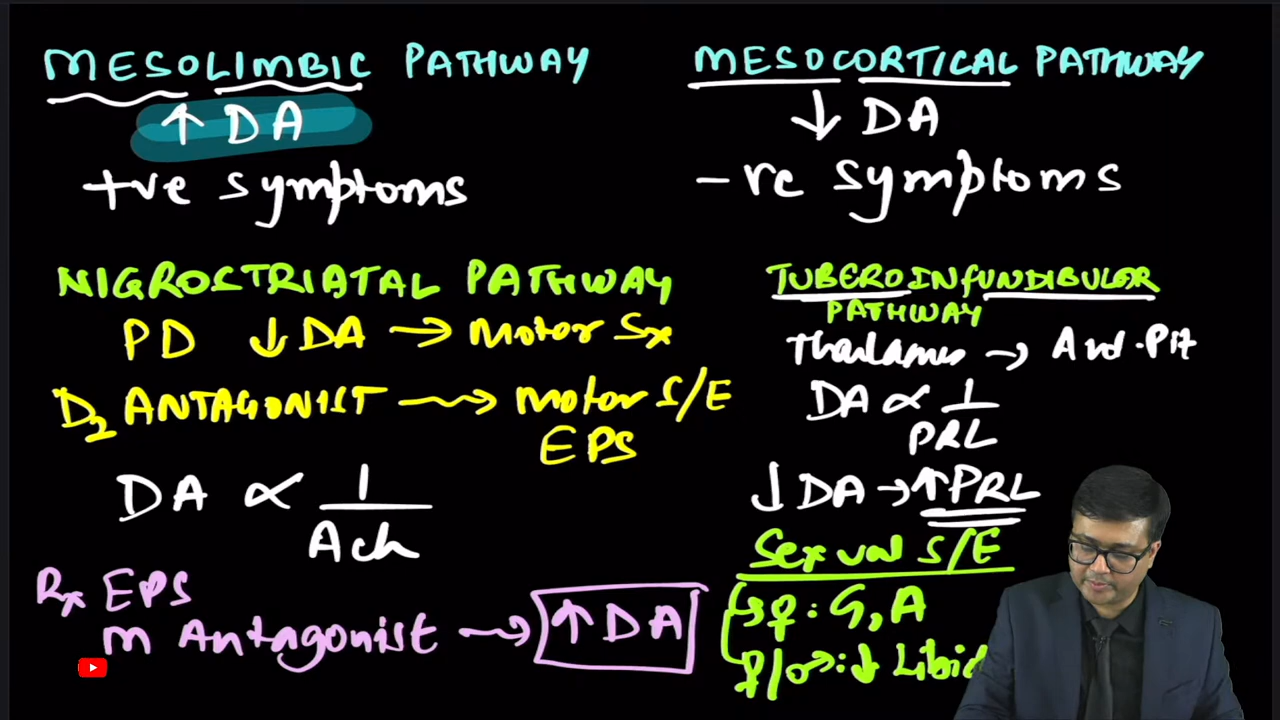 MESOLIMBIC PATHWAY
↑ DA
+ve symptoms
MESOCORTICAL PATHWAY
↓ DA
-ve symptoms
NIGROSTRIATAL PATHWAY
PD ↓ DA → Motor Sx
D2 ANTAGONIST → Motor S/E
EPS
DA ∝ 1/Ach
Rx EPS
M Antagonist → ↑ DA
TUBEROINFUNDIBULAR
PATHWAY
Thalamus → Ant. Pit
DA ∝ 1/PRL
↓ DA → ↑ PRL
Sexual S/E
→ ♀ : G, A
♀/♂ : ↓ Libid